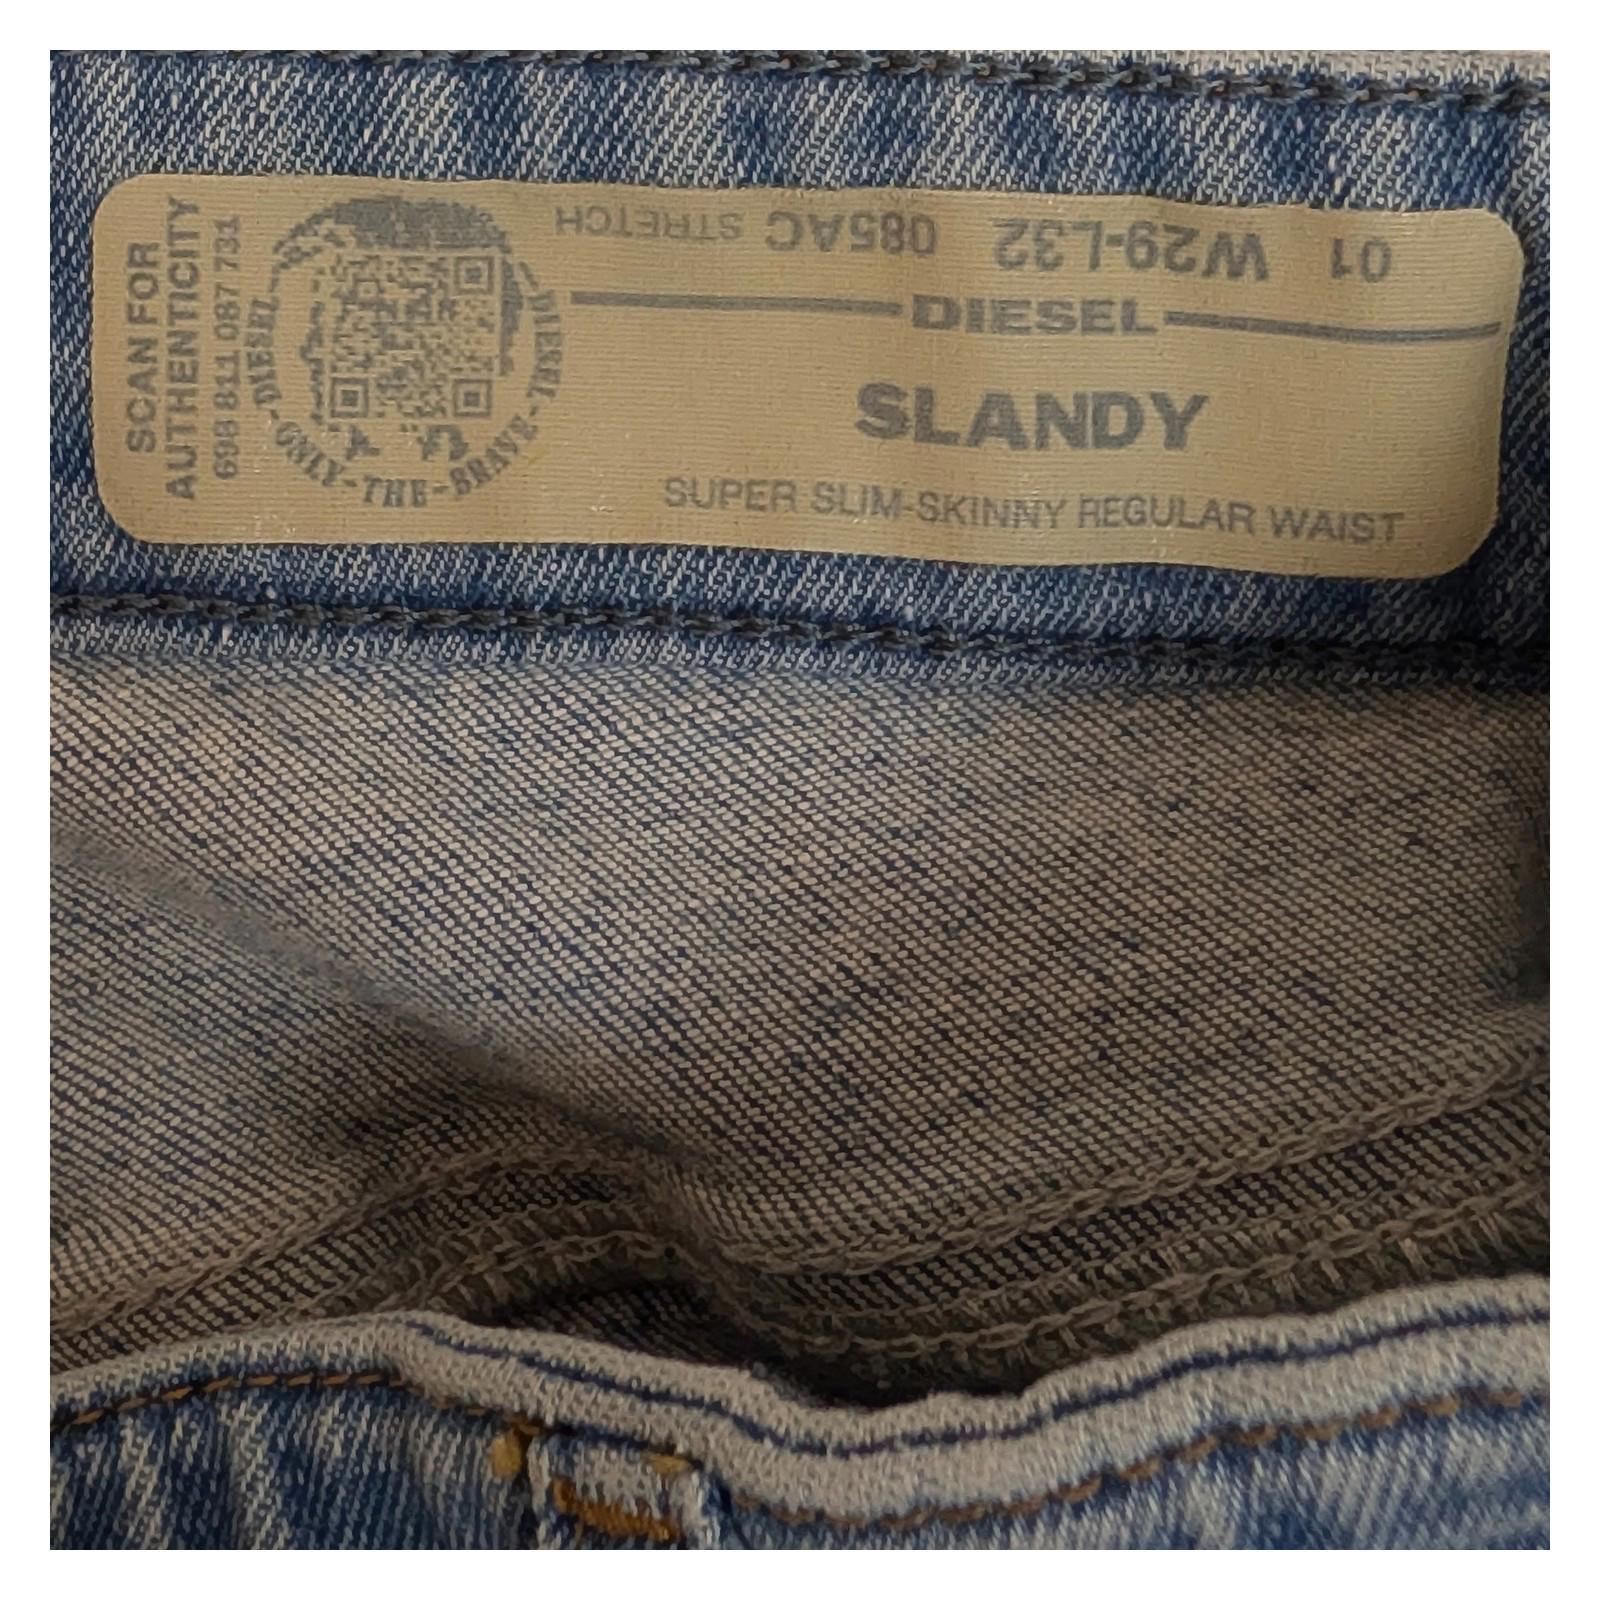 SCAN FOR
AUTHENTICITY
698 811 087 731
DIESEL-ONLY-THE-BRAVE-DIESEL
01 W29-L32 085AC STRETCH
DIESEL
SLANDY
SUPER SLIM-SKINNY REGULAR WAIST